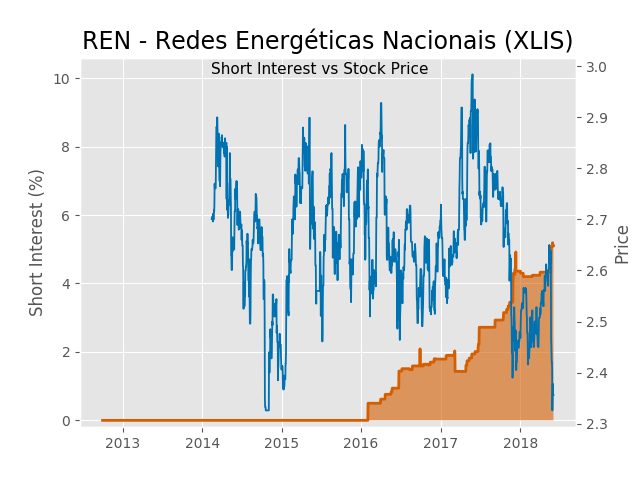 REN - Redes Energéticas Nacionais (XLIS)
Short Interest vs Stock Price
Short Interest (%)
10
8
6
4
2
0
3.0
2.9
2.8
2.7
2.6
2.5
2.4
2.3
Price
2013 2014 2015 2016 2017 2018